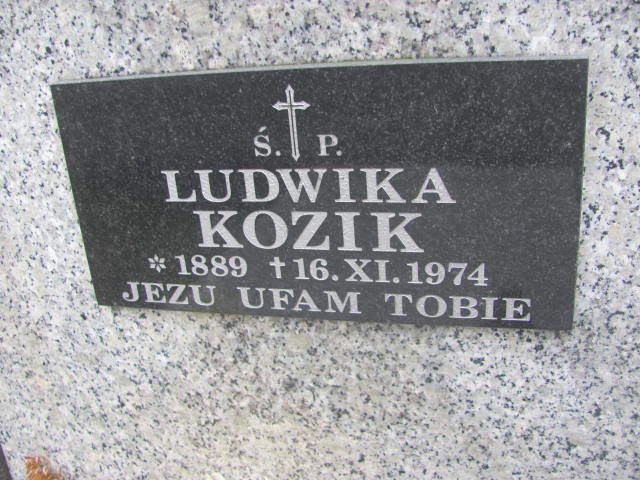 Ś. P.
LUDWIKA
KOZIK
* 1889 † 16. XI. 1974
JEZU UFAM TOBIE